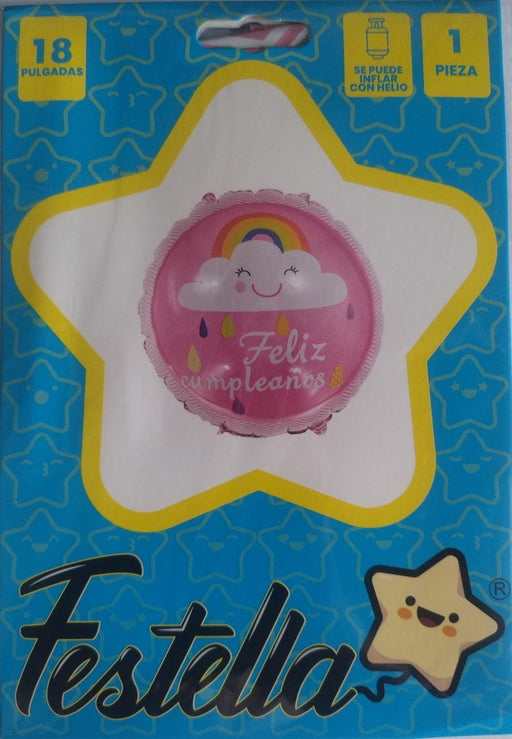 18
PULGADAS
SE PUEDE
INFLAR
CON HELIO
1
PIEZA
Feliz
cumpleaños
Festella
®